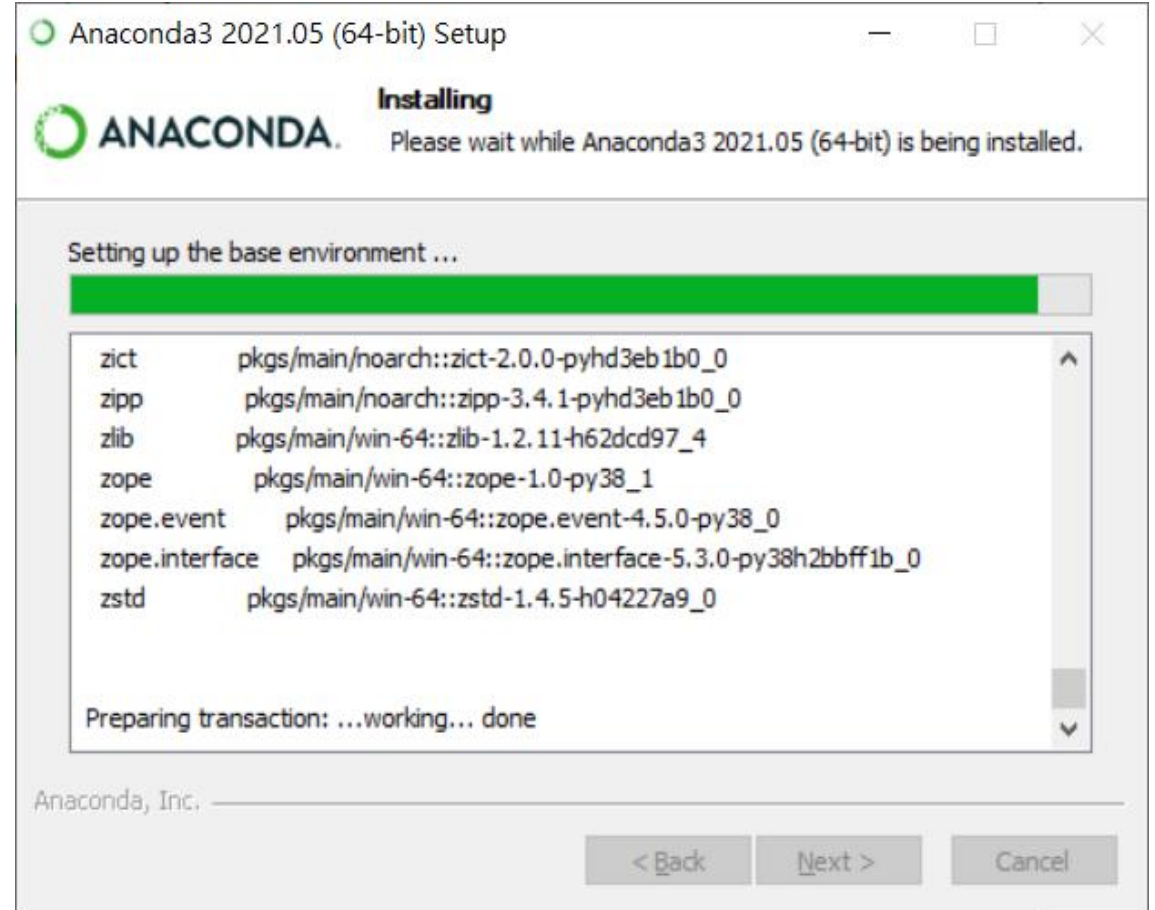 Anaconda3 2021.05 (64-bit) Setup
ANACONDA.
Installing
Please wait while Anaconda3 2021.05 (64-bit) is being installed.
Setting up the base environment ...
zict pkgs/main/noarch::zict-2.0.0-pyhd3eb1b0_0
zipp pkgs/main/noarch::zipp-3.4.1-pyhd3eb1b0_0
zlib pkgs/main/win-64::zlib-1.2.11-h62dcd97_4
zope pkgs/main/win-64::zope-1.0-py38_1
zope.event pkgs/main/win-64::zope.event-4.5.0-py38_0
zope.interface pkgs/main/win-64::zope.interface-5.3.0-py38h2bbff1b_0
zstd pkgs/main/win-64::zstd-1.4.5-h04227a9_0
Preparing transaction: ...working... done
Anaconda, Inc.
< Back Next > Cancel